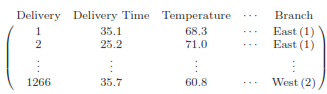 Delivery Delivery Time Temperature ⋯ Branch
1 35.1 68.3 ⋯ East (1)
2 25.2 71.0 ⋯ East (1)
⋮ ⋮ ⋮ ⋮
1266 35.7 60.8 ⋯ West (2)